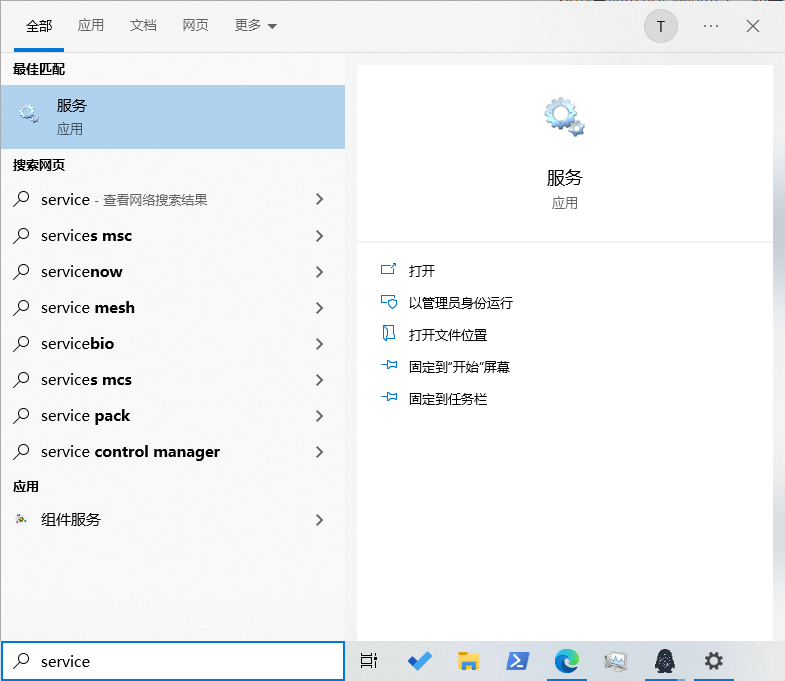 全部 应用 文档 网页 更多 T
最佳匹配
服务
应用
搜索网页
service - 查看网络搜索结果
services msc
servicenow
service mesh
servicebio
services mcs
service pack
service control manager
应用
组件服务
服务
应用
打开
以管理员身份运行
打开文件位置
固定到"开始"屏幕
固定到任务栏
service